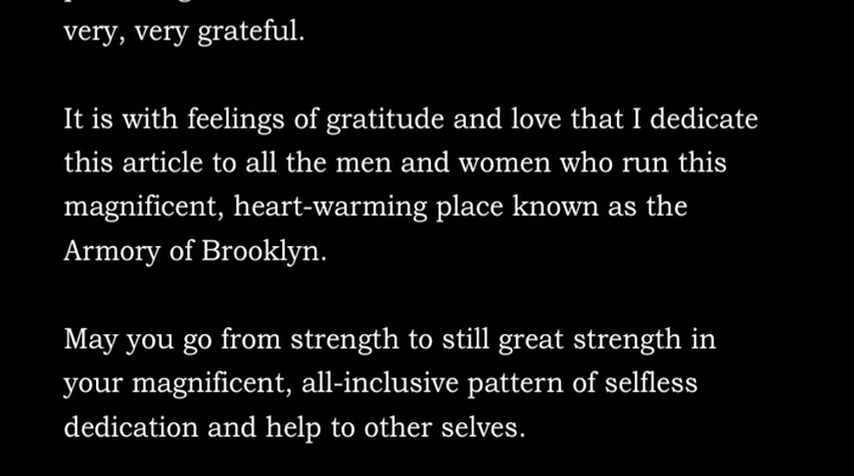 very, very grateful.
It is with feelings of gratitude and love that I dedicate
this article to all the men and women who run this
magnificent, heart-warming place known as the
Armory of Brooklyn.
May you go from strength to still great strength in
your magnificent, all-inclusive pattern of selfless
dedication and help to other selves.